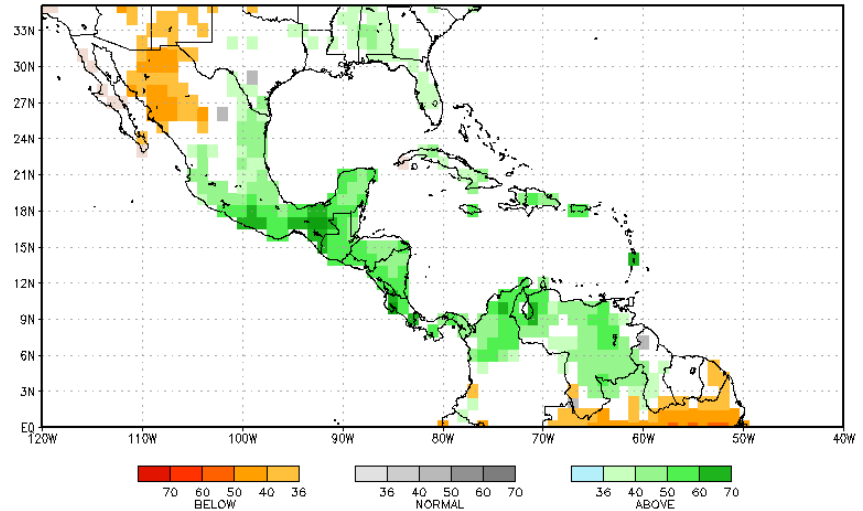 33N
30N
27N
24N
21N
18N
15N
12N
9N
6N
3N
EQ
120W 110W 100W 90W 80W 70W 60W 50W 40W
70 60 50 40 36 36 40 50 60 70 36 40 50 60 70
BELOW NORMAL ABOVE